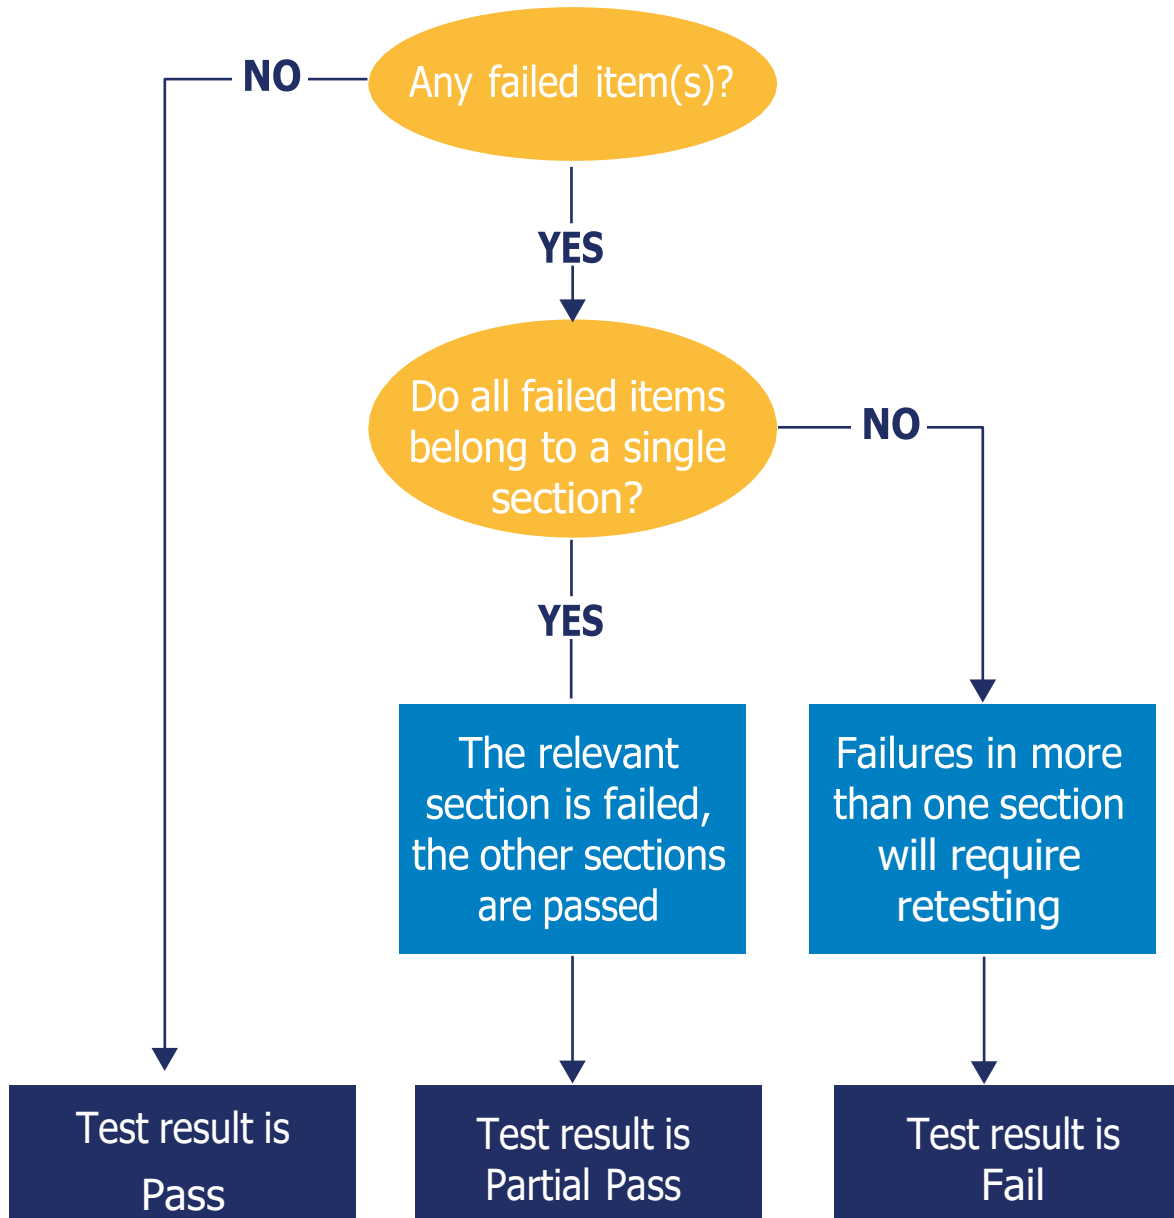 NO
Any failed item(s)?
YES
Do all failed items
belong to a single
section?
NO
YES
The relevant
section is failed,
the other sections
are passed
Failures in more
than one section
will require
retesting
Test result is
Pass
Test result is
Partial Pass
Test result is
Fail